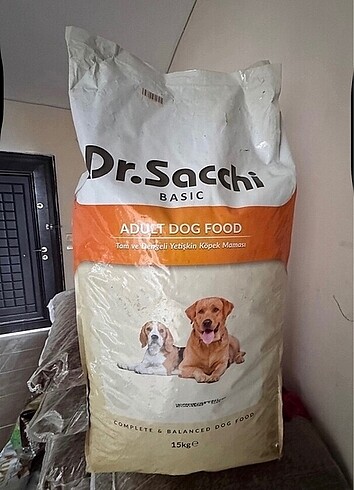 Dr.Sacchi
BASIC
ADULT DOG FOOD
Tam ve Dengeli Yetişkin Köpek Maması
COMPLETE & BALANCED DOG FOOD
15kg℮